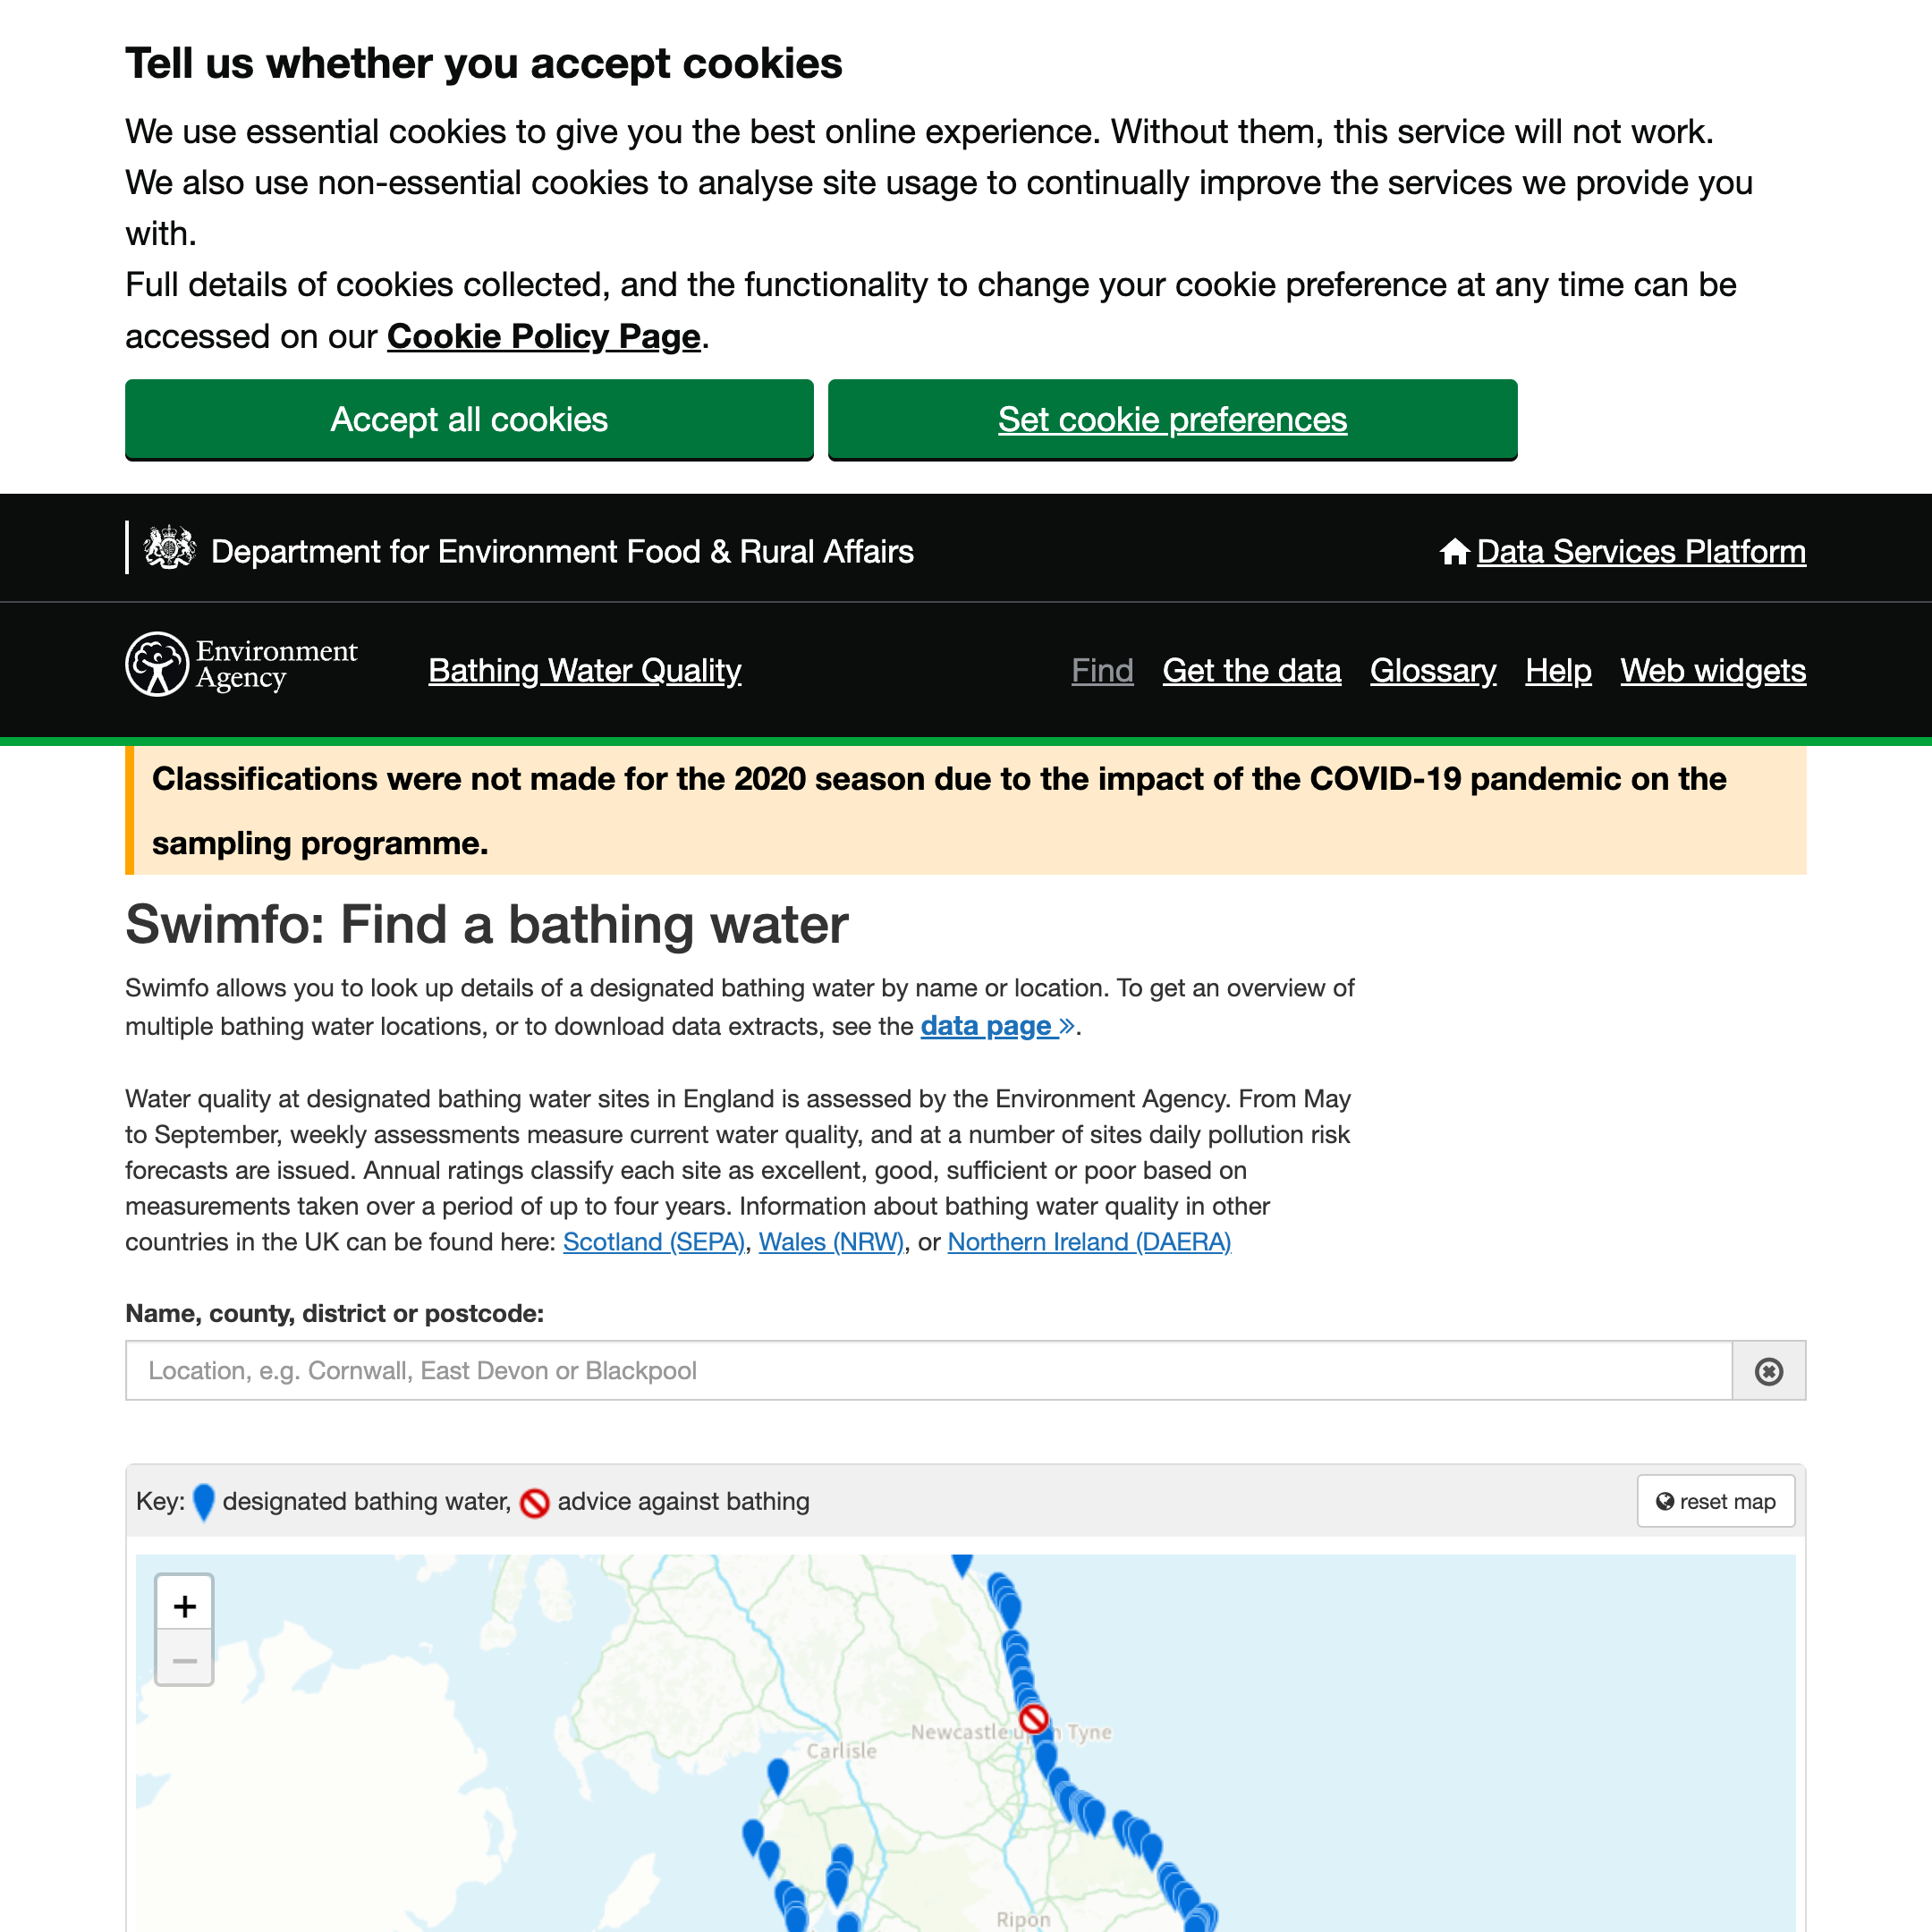 Tell us whether you accept cookies
We use essential cookies to give you the best online experience. Without them, this service will not work.
We also use non-essential cookies to analyse site usage to continually improve the services we provide you
with.
Full details of cookies collected, and the functionality to change your cookie preference at any time can be
accessed on our Cookie Policy Page.
Accept all cookies
Set cookie preferences
Department for Environment Food & Rural Affairs
Data Services Platform
Environment
Agency
Bathing Water Quality
Find
Get the data
Glossary
Help
Web widgets
Classifications were not made for the 2020 season due to the impact of the COVID-19 pandemic on the
sampling programme.
Swimfo: Find a bathing water
Swimfo allows you to look up details of a designated bathing water by name or location. To get an overview of
multiple bathing water locations, or to download data extracts, see the data page ».
Water quality at designated bathing water sites in England is assessed by the Environment Agency. From May
to September, weekly assessments measure current water quality, and at a number of sites daily pollution risk
forecasts are issued. Annual ratings classify each site as excellent, good, sufficient or poor based on
measurements taken over a period of up to four years. Information about bathing water quality in other
countries in the UK can be found here: Scotland (SEPA), Wales (NRW), or Northern Ireland (DAERA)
Name, county, district or postcode:
Location, e.g. Cornwall, East Devon or Blackpool
Key: designated bathing water, advice against bathing
reset map
+
−
Newcastle upon Tyne
Carlisle
Ripon